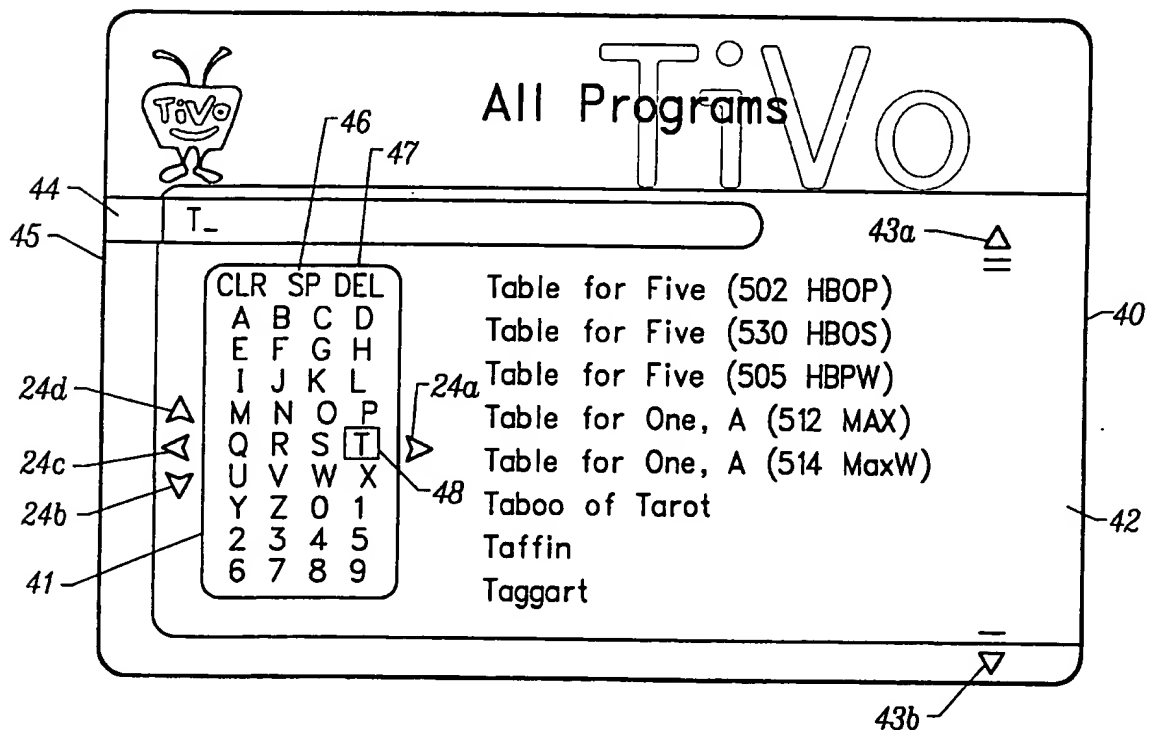 TiVo
TiVo
All Programs
46
47
44
45
T_
43a
40
CLR SP DEL
A B C D
E F G H
I J K L
M N O P
Q R S T
U V W X
Y Z 0 1
2 3 4 5
6 7 8 9
24d
24c
24b
41
24a
48
Table for Five (502 HBOP)
Table for Five (530 HBOS)
Table for Five (505 HBPW)
Table for One, A (512 MAX)
Table for One, A (514 MaxW)
Taboo of Tarot
Taffin
Taggart
42
43b